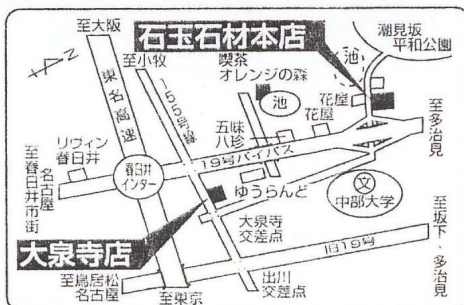 至大阪
石玉石材本店
潮見坂
平和公園
至小牧
喫茶
オレンジの森
池
東名高速
155号線
池
花屋
花屋
五味
八珍
至多治見
リヴィン
春日井
19号バイパス
至春日井市街
名古屋
春日井
インター
ゆうらんど
文
中部大学
大泉寺店
大泉寺
交差点
至坂下、多治見
旧19号
至鳥居松
名古屋
至東京
出川
交差点